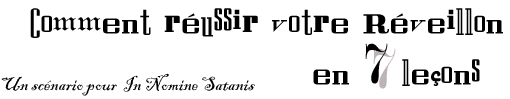 Comment réussir votre Réveillon
en 7 leçons
Un scénario pour In Nomine Satanis